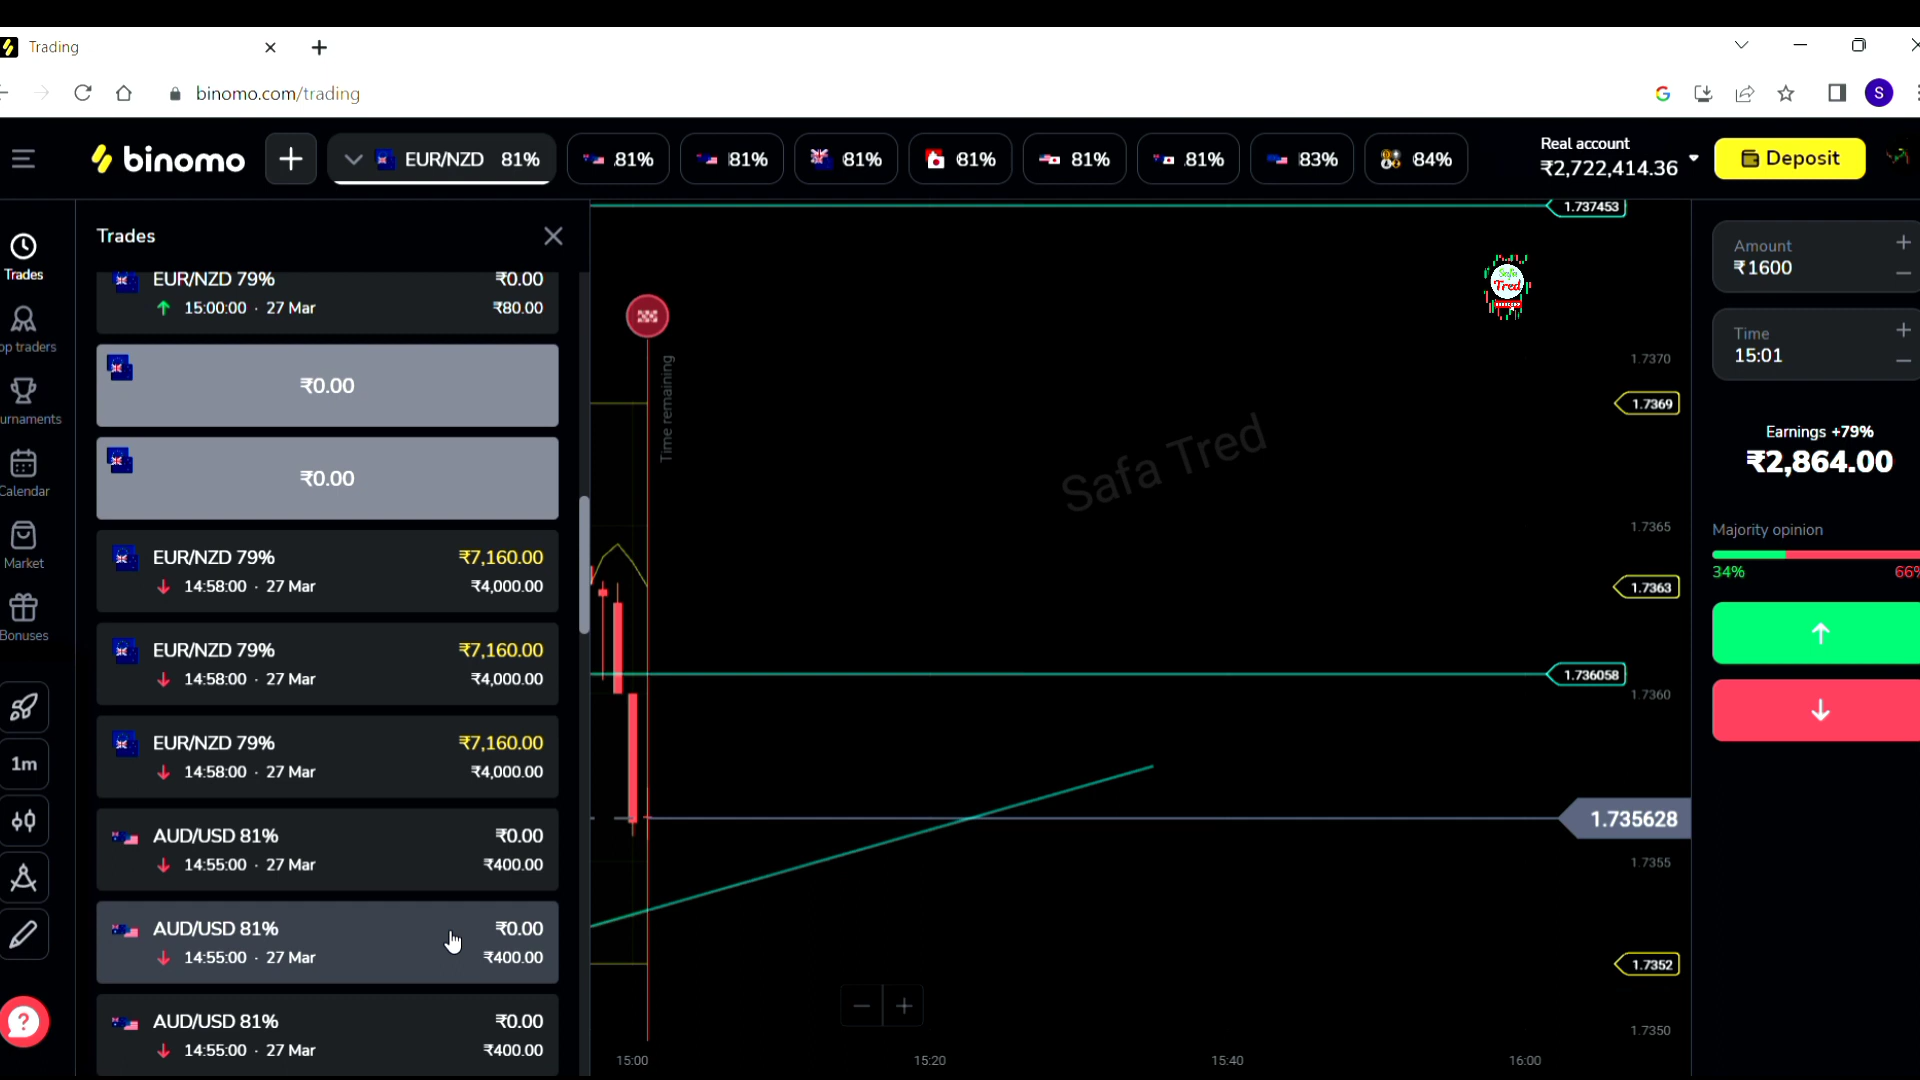 Trading
binomo.com/trading
S
binomo
EUR/NZD 81%
81%
81%
81%
81%
81%
81%
83%
84%
Real account
₹2,722,414.36
Deposit
Trades
op traders
urnaments
Calendar
Market
Bonuses
1m
Trades
EUR/NZD 79% ₹0.00
15:00:00 · 27 Mar ₹80.00
₹0.00
₹0.00
EUR/NZD 79% ₹7,160.00
14:58:00 · 27 Mar ₹4,000.00
EUR/NZD 79% ₹7,160.00
14:58:00 · 27 Mar ₹4,000.00
EUR/NZD 79% ₹7,160.00
14:58:00 · 27 Mar ₹4,000.00
AUD/USD 81% ₹0.00
14:55:00 · 27 Mar ₹400.00
AUD/USD 81% ₹0.00
14:55:00 · 27 Mar ₹400.00
AUD/USD 81% ₹0.00
14:55:00 · 27 Mar ₹400.00
Time remaining
Safa Tred
Safa
Tred
1.737453
1.7370
1.7369
1.7365
1.7363
1.736058
1.7360
1.735628
1.7355
1.7352
1.7350
15:00 15:20 15:40 16:00
Amount
₹1600
Time
15:01
Earnings +79%
₹2,864.00
Majority opinion
34% 66%